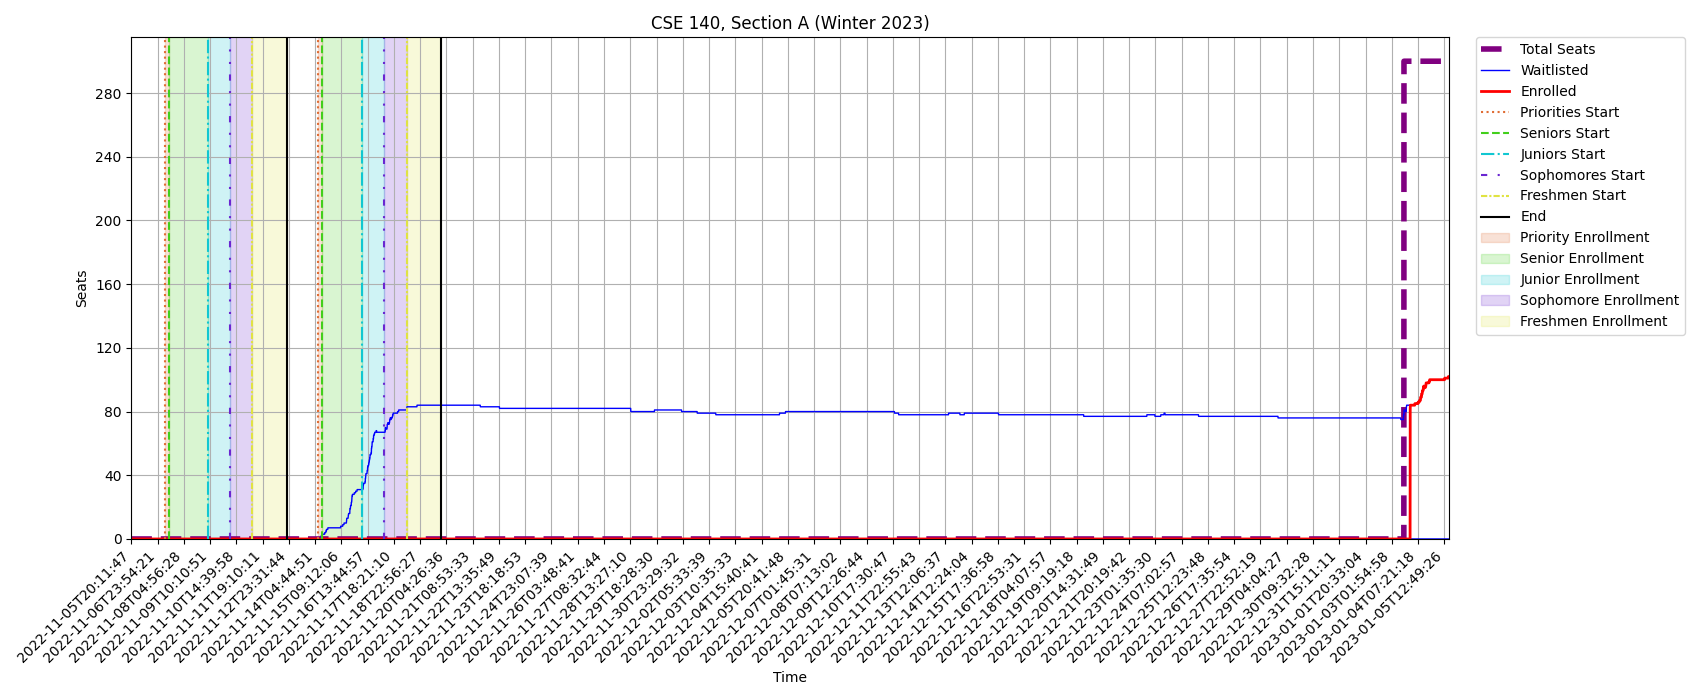 CSE 140, Section A (Winter 2023)
Seats
280
240
200
160
120
80
40
0
2022-11-05T20:11:47
2022-11-06T23:54:21
2022-11-08T04:56:28
2022-11-09T10:10:51
2022-11-10T14:39:58
2022-11-11T19:10:11
2022-11-12T23:31:44
2022-11-14T04:44:51
2022-11-15T09:12:06
2022-11-16T13:44:57
2022-11-17T18:21:10
2022-11-18T22:56:27
2022-11-20T04:26:36
2022-11-21T08:53:33
2022-11-22T13:35:49
2022-11-23T18:18:53
2022-11-24T23:07:39
2022-11-26T03:48:41
2022-11-27T08:32:44
2022-11-28T13:27:10
2022-11-29T18:28:30
2022-11-30T23:29:32
2022-12-02T05:33:39
2022-12-03T10:35:33
2022-12-04T15:40:41
2022-12-05T20:41:48
2022-12-07T01:45:31
2022-12-08T07:13:02
2022-12-09T12:26:44
2022-12-10T17:30:47
2022-12-11T22:55:43
2022-12-13T12:06:37
2022-12-14T12:24:04
2022-12-15T17:36:58
2022-12-16T22:53:31
2022-12-18T04:07:57
2022-12-19T09:19:18
2022-12-20T14:31:49
2022-12-21T20:19:42
2022-12-23T01:35:30
2022-12-24T07:02:57
2022-12-25T12:23:48
2022-12-26T17:35:54
2022-12-27T22:52:19
2022-12-29T04:04:27
2022-12-30T09:32:28
2022-12-31T15:11:11
2023-01-01T20:33:04
2023-01-03T01:54:58
2023-01-04T07:21:18
2023-01-05T12:49:26
Time
Total Seats
Waitlisted
Enrolled
Priorities Start
Seniors Start
Juniors Start
Sophomores Start
Freshmen Start
End
Priority Enrollment
Senior Enrollment
Junior Enrollment
Sophomore Enrollment
Freshmen Enrollment